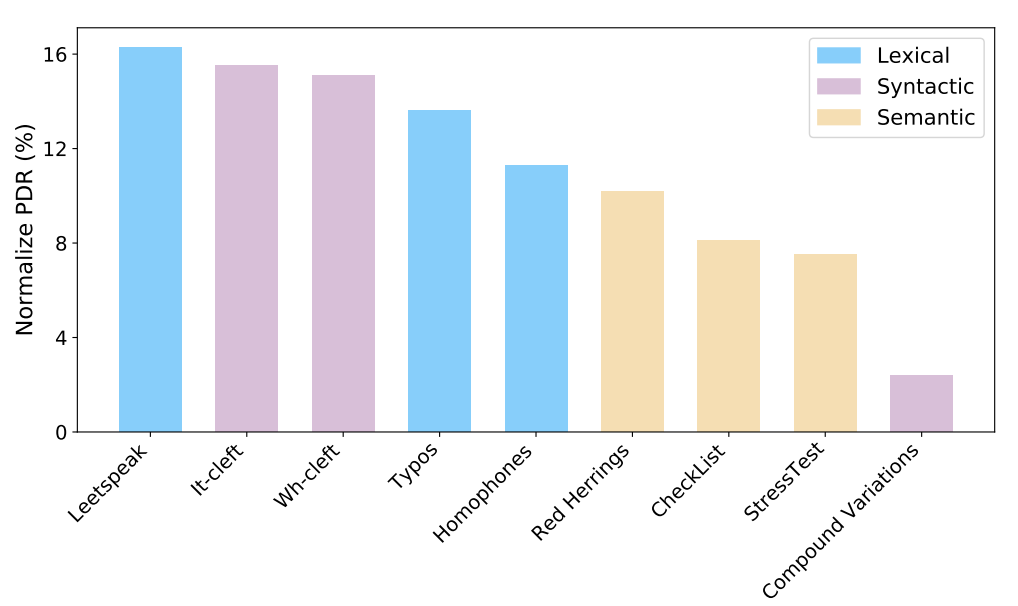 Normalize PDR (%)
16
12
8
4
0
Lexical
Syntactic
Semantic
Leetspeak
It-cleft
Wh-cleft
Typos
Homophones
Red Herrings
CheckList
StressTest
Compound Variations